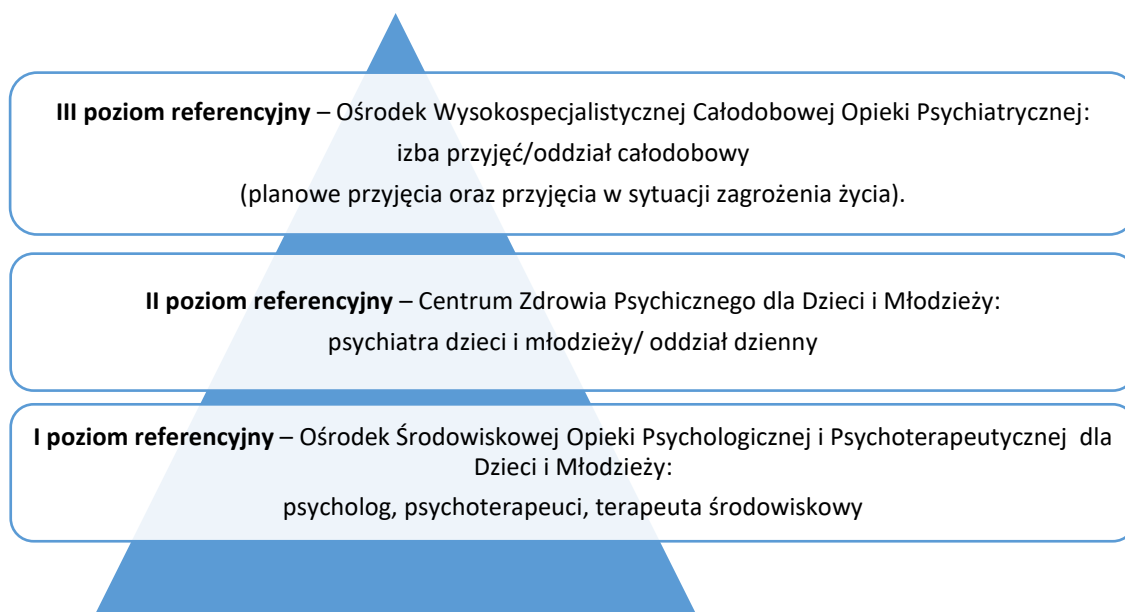 III poziom referencyjny – Ośrodek Wysokospecjalistycznej Całodobowej Opieki Psychiatrycznej:
izba przyjęć/oddział całodobowy
(planowe przyjęcia oraz przyjęcia w sytuacji zagrożenia życia).
II poziom referencyjny – Centrum Zdrowia Psychicznego dla Dzieci i Młodzieży:
psychiatra dzieci i młodzieży/ oddział dzienny
I poziom referencyjny – Ośrodek Środowiskowej Opieki Psychologicznej i Psychoterapeutycznej  dla
Dzieci i Młodzieży:
psycholog, psychoterapeuci, terapeuta środowiskowy